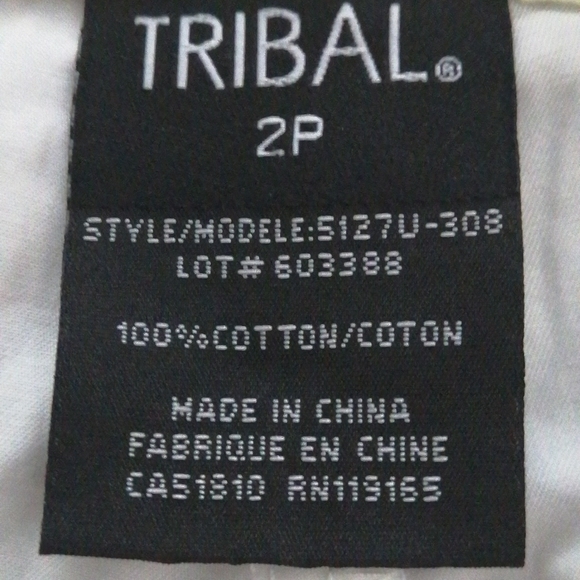 TRIBAL®
2P
STYLE/MODELE:5127U-308
LOT# 603388
100%COTTON/COTON
MADE IN CHINA
FABRIQUE EN CHINE
CA51810 RN119165